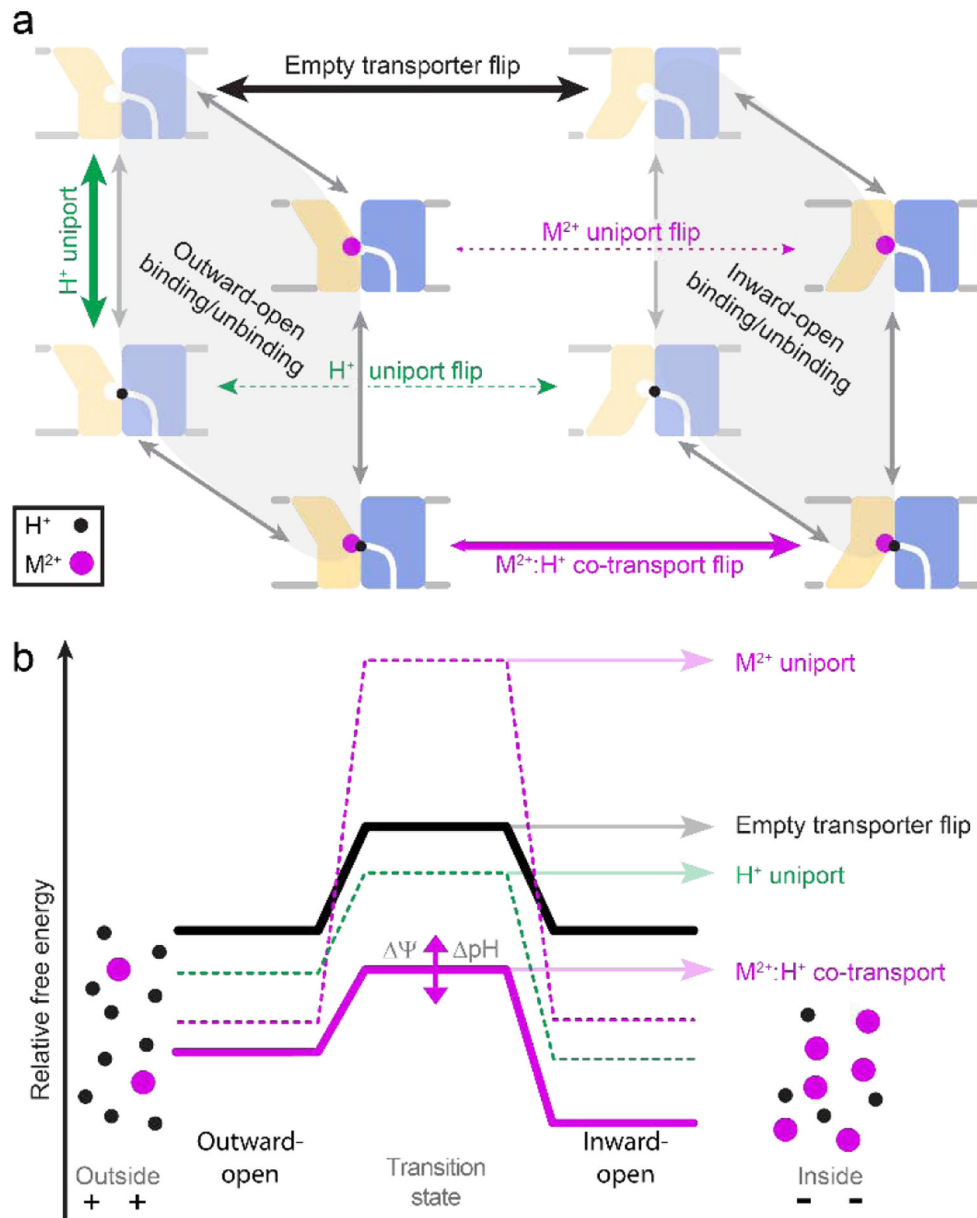 a
Empty transporter flip
H⁺ uniport
M²⁺ uniport flip
Outward-open
binding/unbinding
Inward-open
binding/unbinding
H⁺ uniport flip
H⁺
M²⁺
M²⁺:H⁺ co-transport flip
b
M²⁺ uniport
Empty transporter flip
H⁺ uniport
ΔΨ ΔpH
M²⁺:H⁺ co-transport
Relative free energy
Outward-
open
Transition
state
Inward-
open
Outside
+ +
Inside
- -